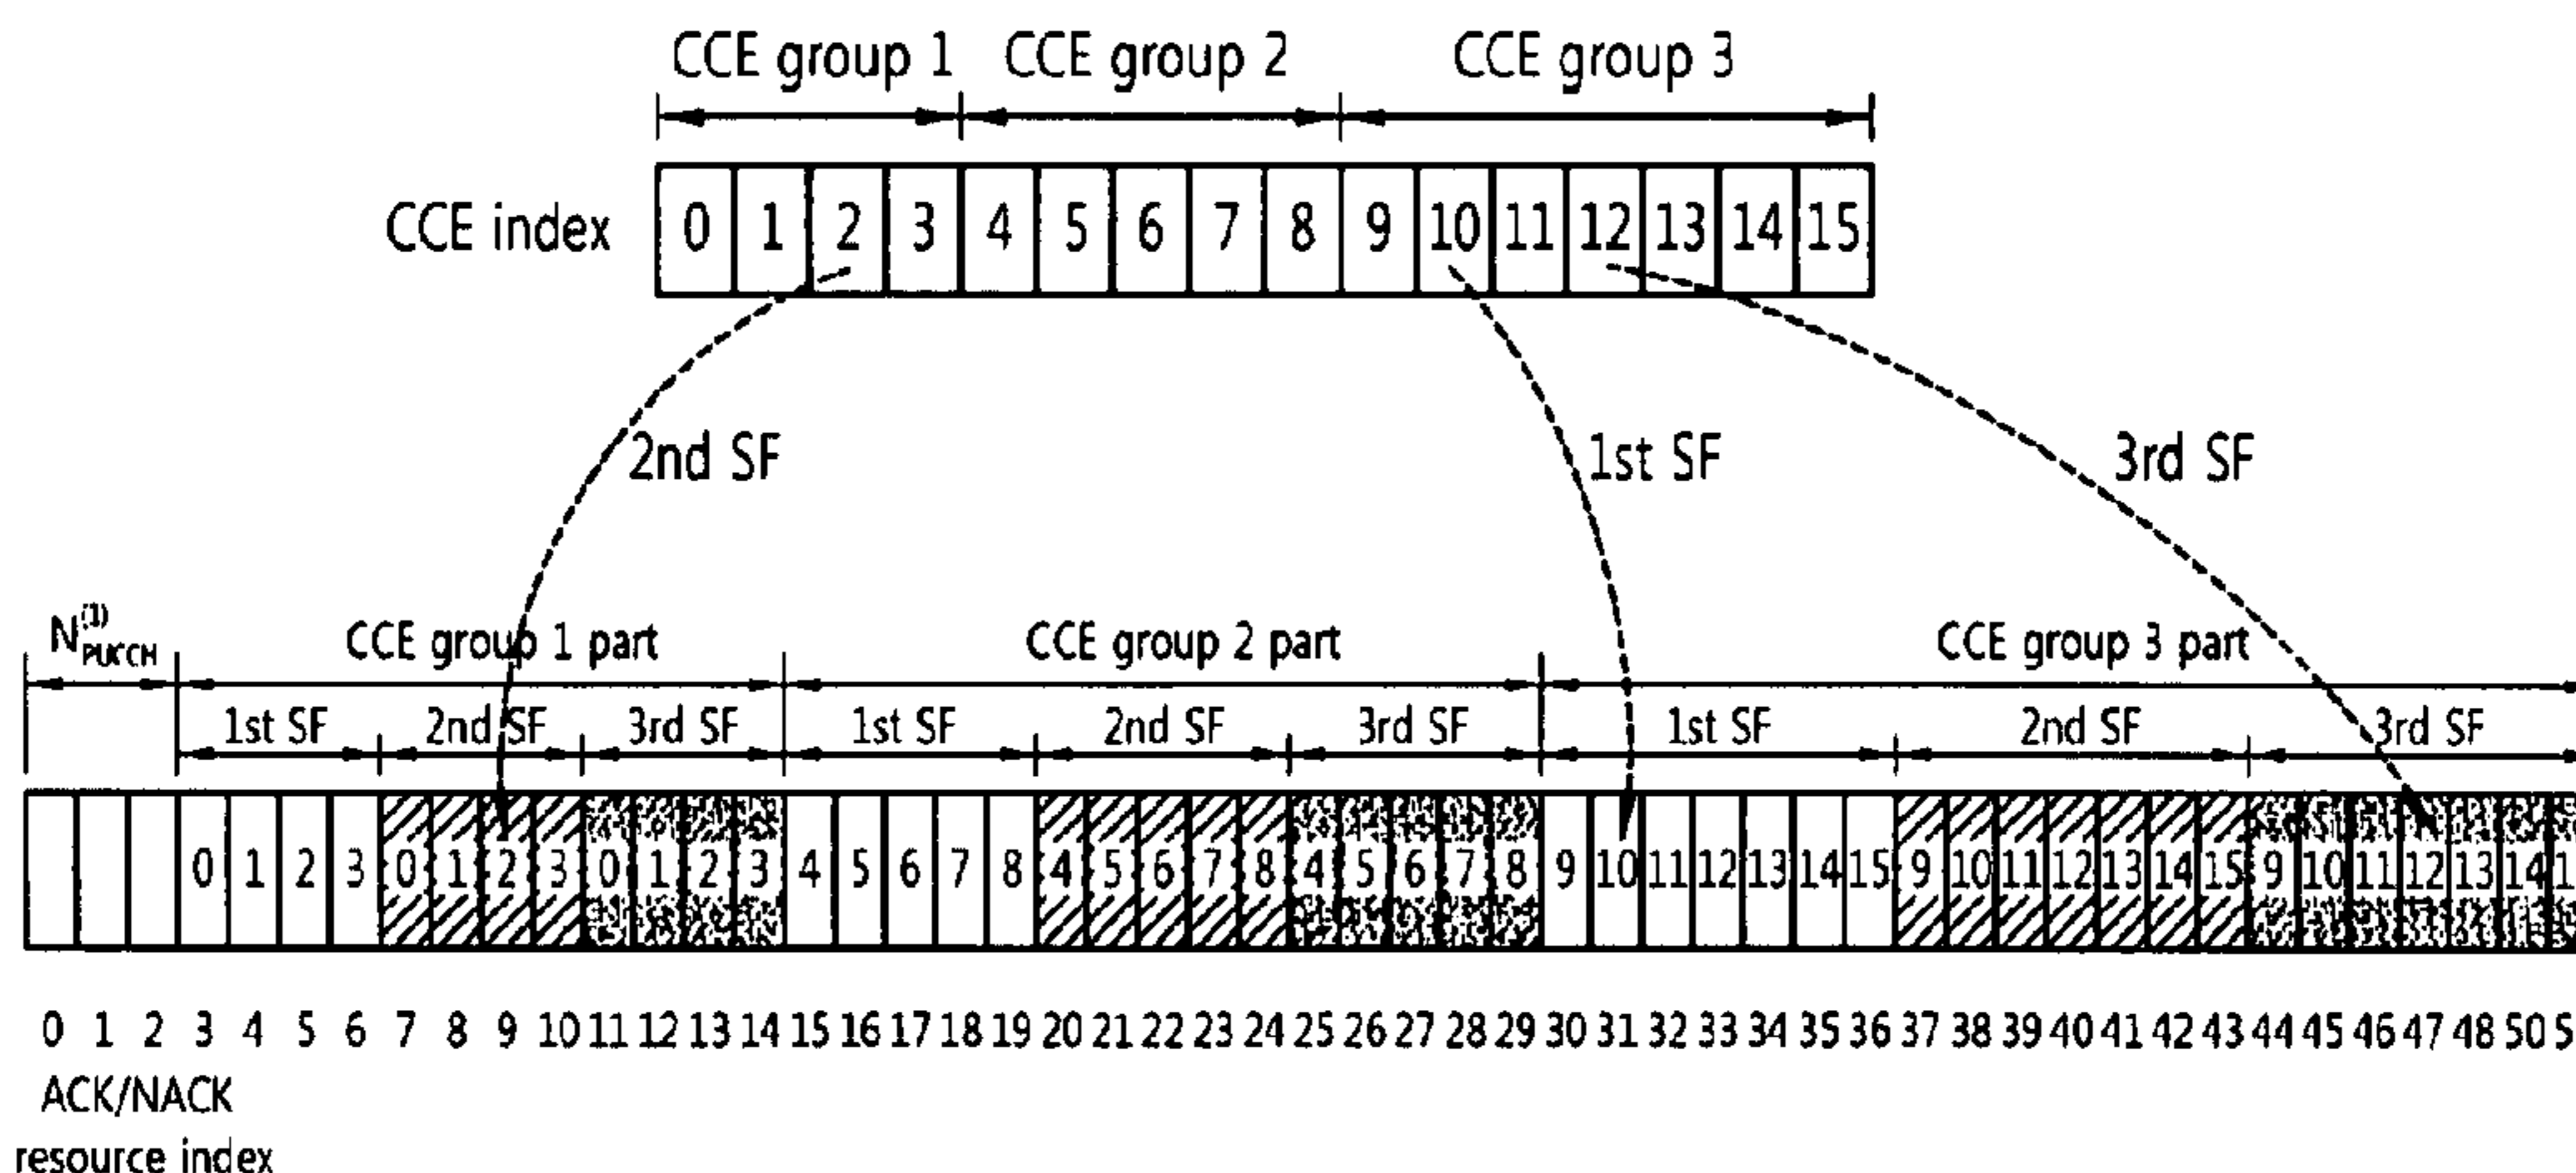 CCE group 1 CCE group 2 CCE group 3
CCE index 0 1 2 3 4 5 6 7 8 9 10 11 12 13 14 15
2nd SF 1st SF 3rd SF
N(1)PUCCH CCE group 1 part CCE group 2 part CCE group 3 part
1st SF 2nd SF 3rd SF 1st SF 2nd SF 3rd SF 1st SF 2nd SF 3rd SF
0 1 2 3 0 1 2 3 0 1 2 3 4 5 6 7 8 4 5 6 7 8 4 5 6 7 8 9 10 11 12 13 14 15 9 10 11 12 13 14 15 9 10 11 12 13 14
0 1 2 3 4 5 6 7 8 9 10 11 12 13 14 15 16 17 18 19 20 21 22 23 24 25 26 27 28 29 30 31 32 33 34 35 36 37 38 39 40 41 42 43 44 45 46 47 48 50
ACK/NACK
resource index